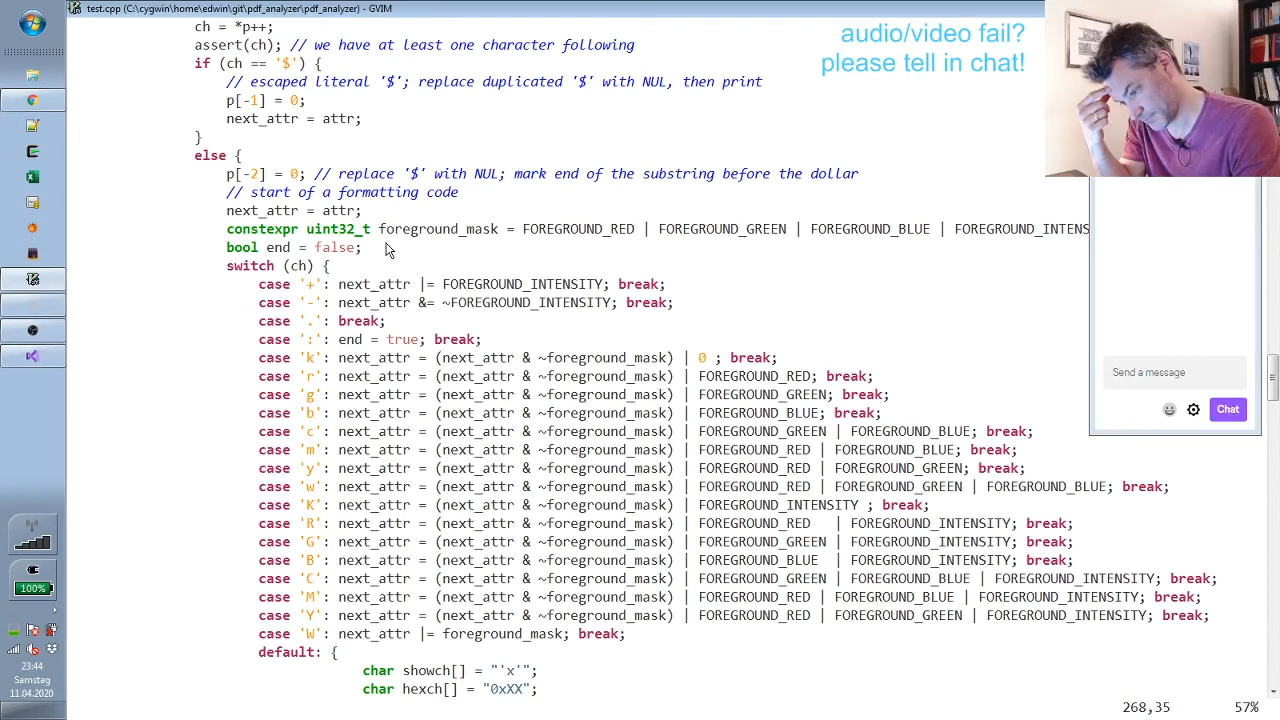 test.cpp (C:\cygwin\home\edwin\git\pdf_analyzer\pdf_analyzer) - GVIM
audio/video fail?
please tell in chat!
ch = *p++;
assert(ch); // we have at least one character following
if (ch == '$') {
// escaped literal '$'; replace duplicated '$' with NUL, then print
p[-1] = 0;
next_attr = attr;
}
else {
p[-2] = 0; // replace '$' with NUL; mark end of the substring before the dollar
// start of a formatting code
next_attr = attr;
constexpr uint32_t foreground_mask = FOREGROUND_RED | FOREGROUND_GREEN | FOREGROUND_BLUE | FOREGROUND_INTENS
bool end = false;
switch (ch) {
case '+': next_attr |= FOREGROUND_INTENSITY; break;
case '-': next_attr &= ~FOREGROUND_INTENSITY; break;
case '.': break;
case ':': end = true; break;
case 'k': next_attr = (next_attr & ~foreground_mask) | 0 ; break;
case 'r': next_attr = (next_attr & ~foreground_mask) | FOREGROUND_RED; break;
case 'g': next_attr = (next_attr & ~foreground_mask) | FOREGROUND_GREEN; break;
case 'b': next_attr = (next_attr & ~foreground_mask) | FOREGROUND_BLUE; break;
case 'c': next_attr = (next_attr & ~foreground_mask) | FOREGROUND_GREEN | FOREGROUND_BLUE; break;
case 'm': next_attr = (next_attr & ~foreground_mask) | FOREGROUND_RED | FOREGROUND_BLUE; break;
case 'y': next_attr = (next_attr & ~foreground_mask) | FOREGROUND_RED | FOREGROUND_GREEN; break;
case 'w': next_attr = (next_attr & ~foreground_mask) | FOREGROUND_RED | FOREGROUND_GREEN | FOREGROUND_BLUE; break;
case 'K': next_attr = (next_attr & ~foreground_mask) | FOREGROUND_INTENSITY ; break;
case 'R': next_attr = (next_attr & ~foreground_mask) | FOREGROUND_RED   | FOREGROUND_INTENSITY; break;
case 'G': next_attr = (next_attr & ~foreground_mask) | FOREGROUND_GREEN | FOREGROUND_INTENSITY; break;
case 'B': next_attr = (next_attr & ~foreground_mask) | FOREGROUND_BLUE  | FOREGROUND_INTENSITY; break;
case 'C': next_attr = (next_attr & ~foreground_mask) | FOREGROUND_GREEN | FOREGROUND_BLUE | FOREGROUND_INTENSITY; break;
case 'M': next_attr = (next_attr & ~foreground_mask) | FOREGROUND_RED | FOREGROUND_BLUE | FOREGROUND_INTENSITY; break;
case 'Y': next_attr = (next_attr & ~foreground_mask) | FOREGROUND_RED | FOREGROUND_GREEN | FOREGROUND_INTENSITY; break;
case 'W': next_attr |= foreground_mask; break;
default: {
char showch[] = "'x'";
char hexch[] = "0xXX";
268,35 57%
Send a message
Chat
100%
23:44
Samstag
11.04.2020